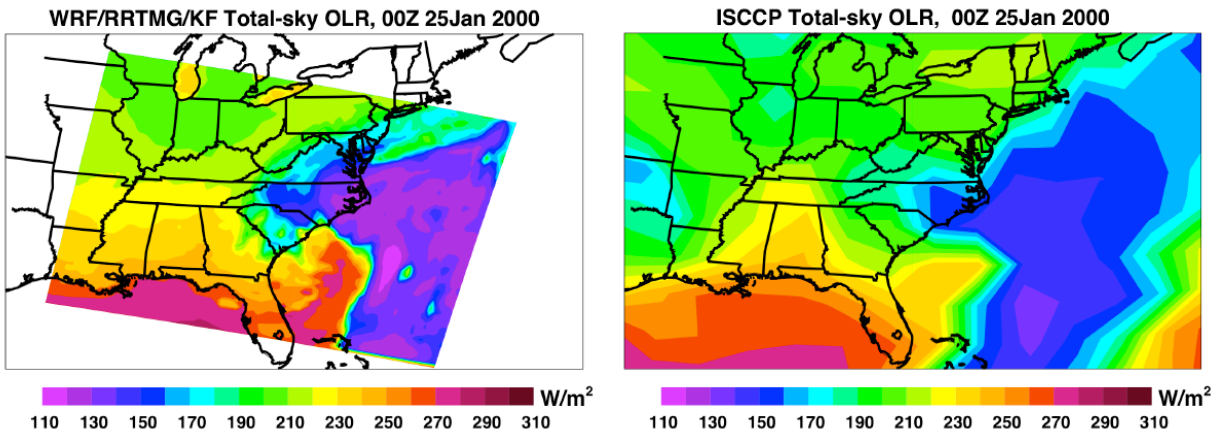 WRF/RRTMG/KF Total-sky OLR, 00Z 25Jan 2000
ISCCP Total-sky OLR, 00Z 25Jan 2000
110 130 150 170 190 210 230 250 270 290 310 W/m²
110 130 150 170 190 210 230 250 270 290 310 W/m²